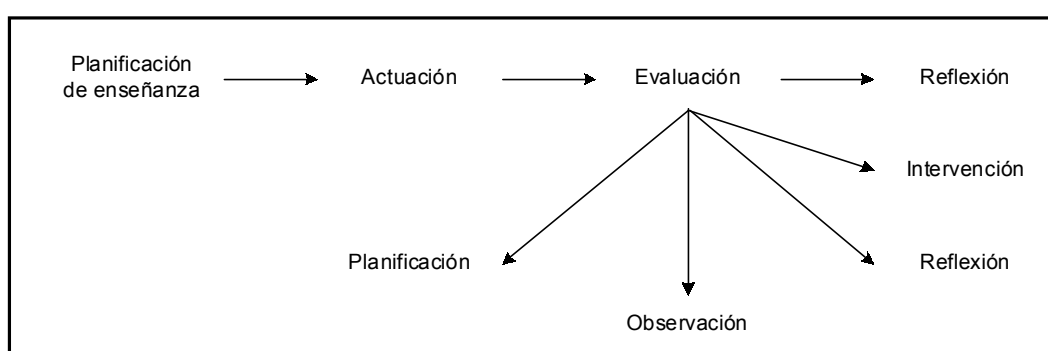 Planificación
de enseñanza
Actuación
Evaluación
Reflexión
Intervención
Planificación
Reflexión
Observación